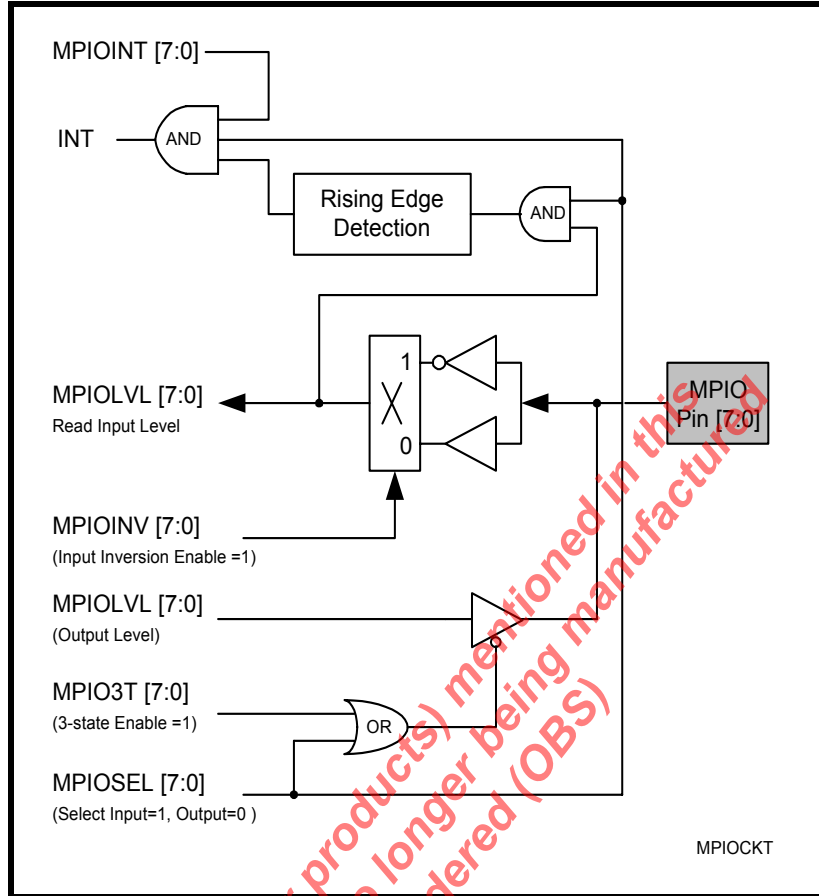 MPIOINT [7:0]
INT
AND
Rising Edge
Detection
AND
1
0
MPIOLVL [7:0]
Read Input Level
MPIO
Pin [7:0]
MPIOINV [7:0]
(Input Inversion Enable =1)
MPIOLVL [7:0]
(Output Level)
MPIO3T [7:0]
(3-state Enable =1)
OR
MPIOSEL [7:0]
(Select Input=1, Output=0 )
MPIOCKT
products) mentioned in this
longer being manufactured
dered (OBS)